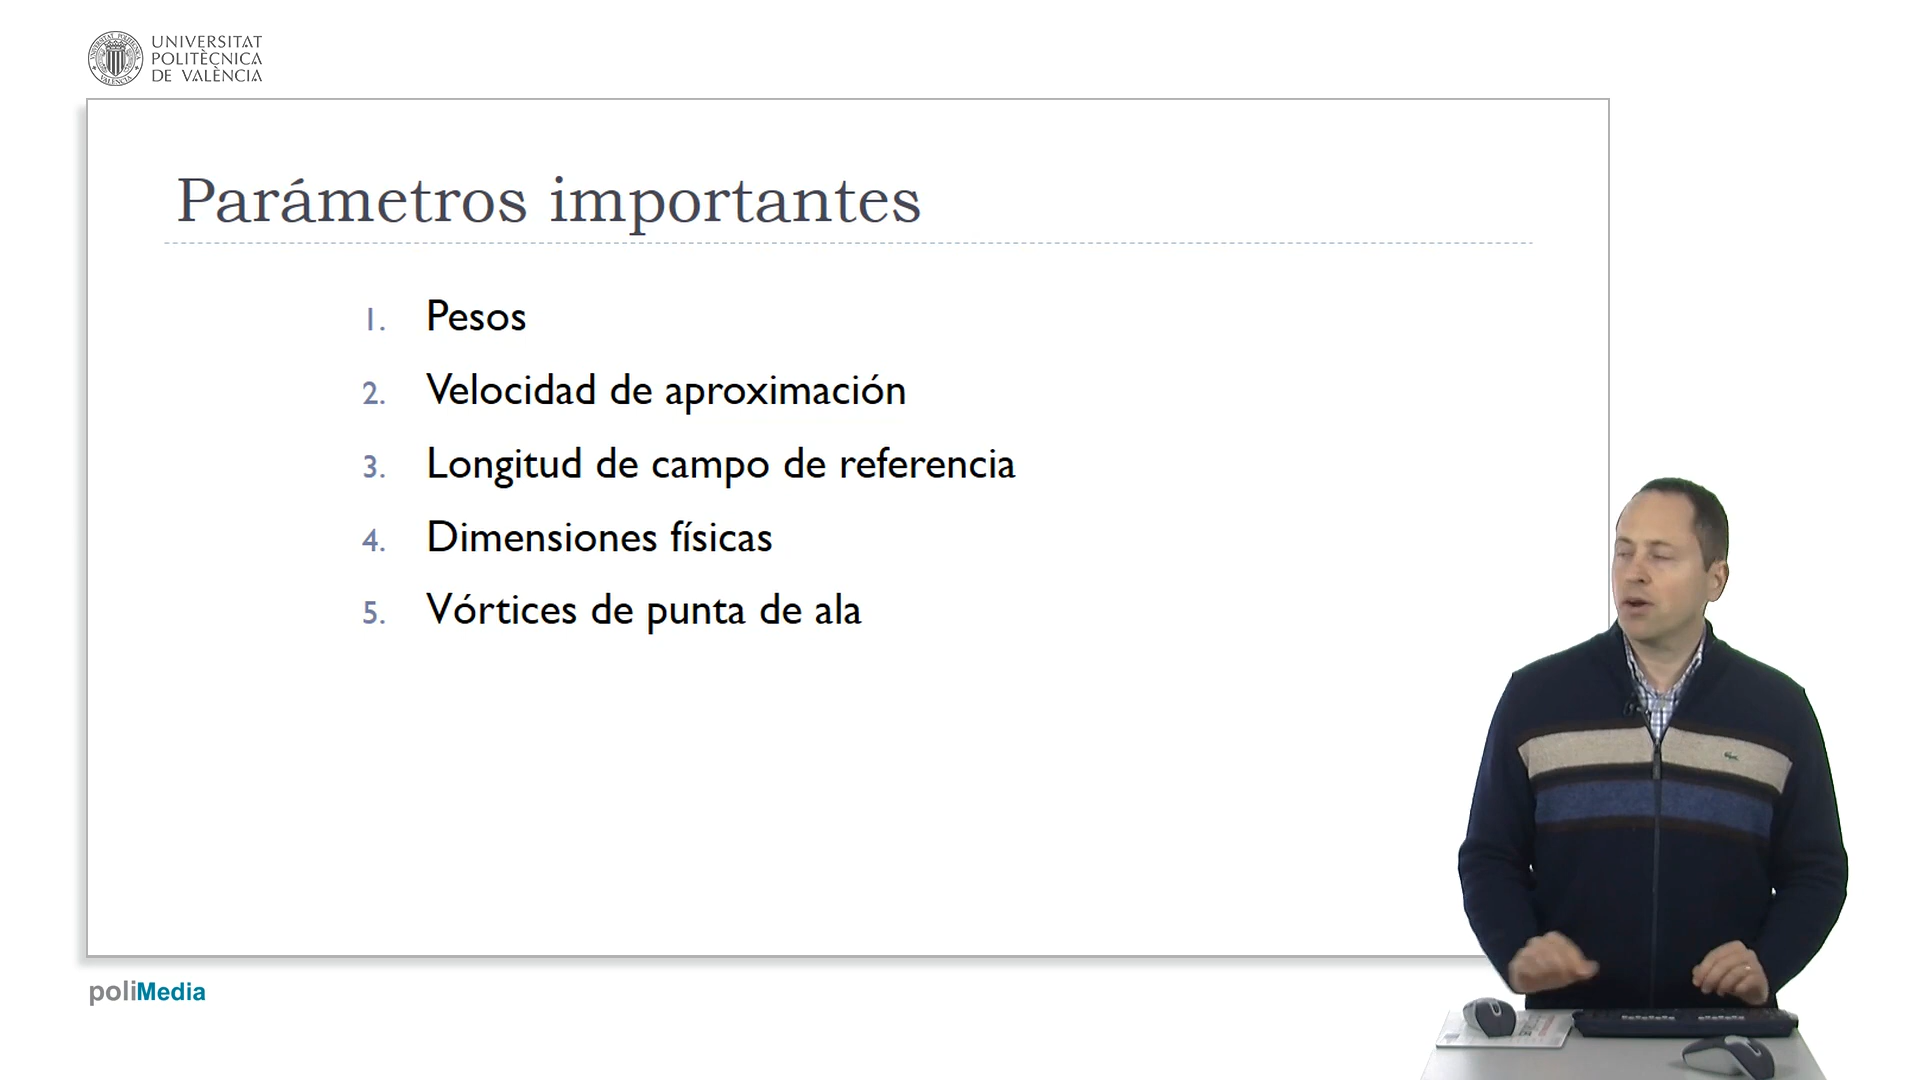 UNIVERSITAT
POLITÈCNICA
DE VALÈNCIA
Parámetros importantes
1. Pesos
2. Velocidad de aproximación
3. Longitud de campo de referencia
4. Dimensiones físicas
5. Vórtices de punta de ala
poliMedia